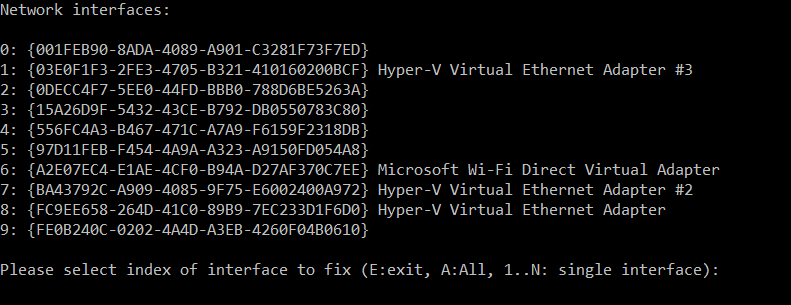 Network interfaces:
0: {001FEB90-8ADA-4089-A901-C3281F73F7ED}
1: {03E0F1F3-2FE3-4705-B321-410160200BCF} Hyper-V Virtual Ethernet Adapter #3
2: {0DECC4F7-5EE0-44FD-BBB0-788D6BE5263A}
3: {15A26D9F-5432-43CE-B792-DB0550783C80}
4: {556FC4A3-B467-471C-A7A9-F6159F2318DB}
5: {97D11FEB-F454-4A9A-A323-A9150FD054A8}
6: {A2E07EC4-E1AE-4CF0-B94A-D27AF370C7EE} Microsoft Wi-Fi Direct Virtual Adapter
7: {BA43792C-A909-4085-9F75-E6002400A972} Hyper-V Virtual Ethernet Adapter #2
8: {FC9EE658-264D-41C0-89B9-7EC233D1F6D0} Hyper-V Virtual Ethernet Adapter
9: {FE0B240C-0202-4A4D-A3EB-4260F04B0610}
Please select index of interface to fix (E:exit, A:All, 1..N: single interface):